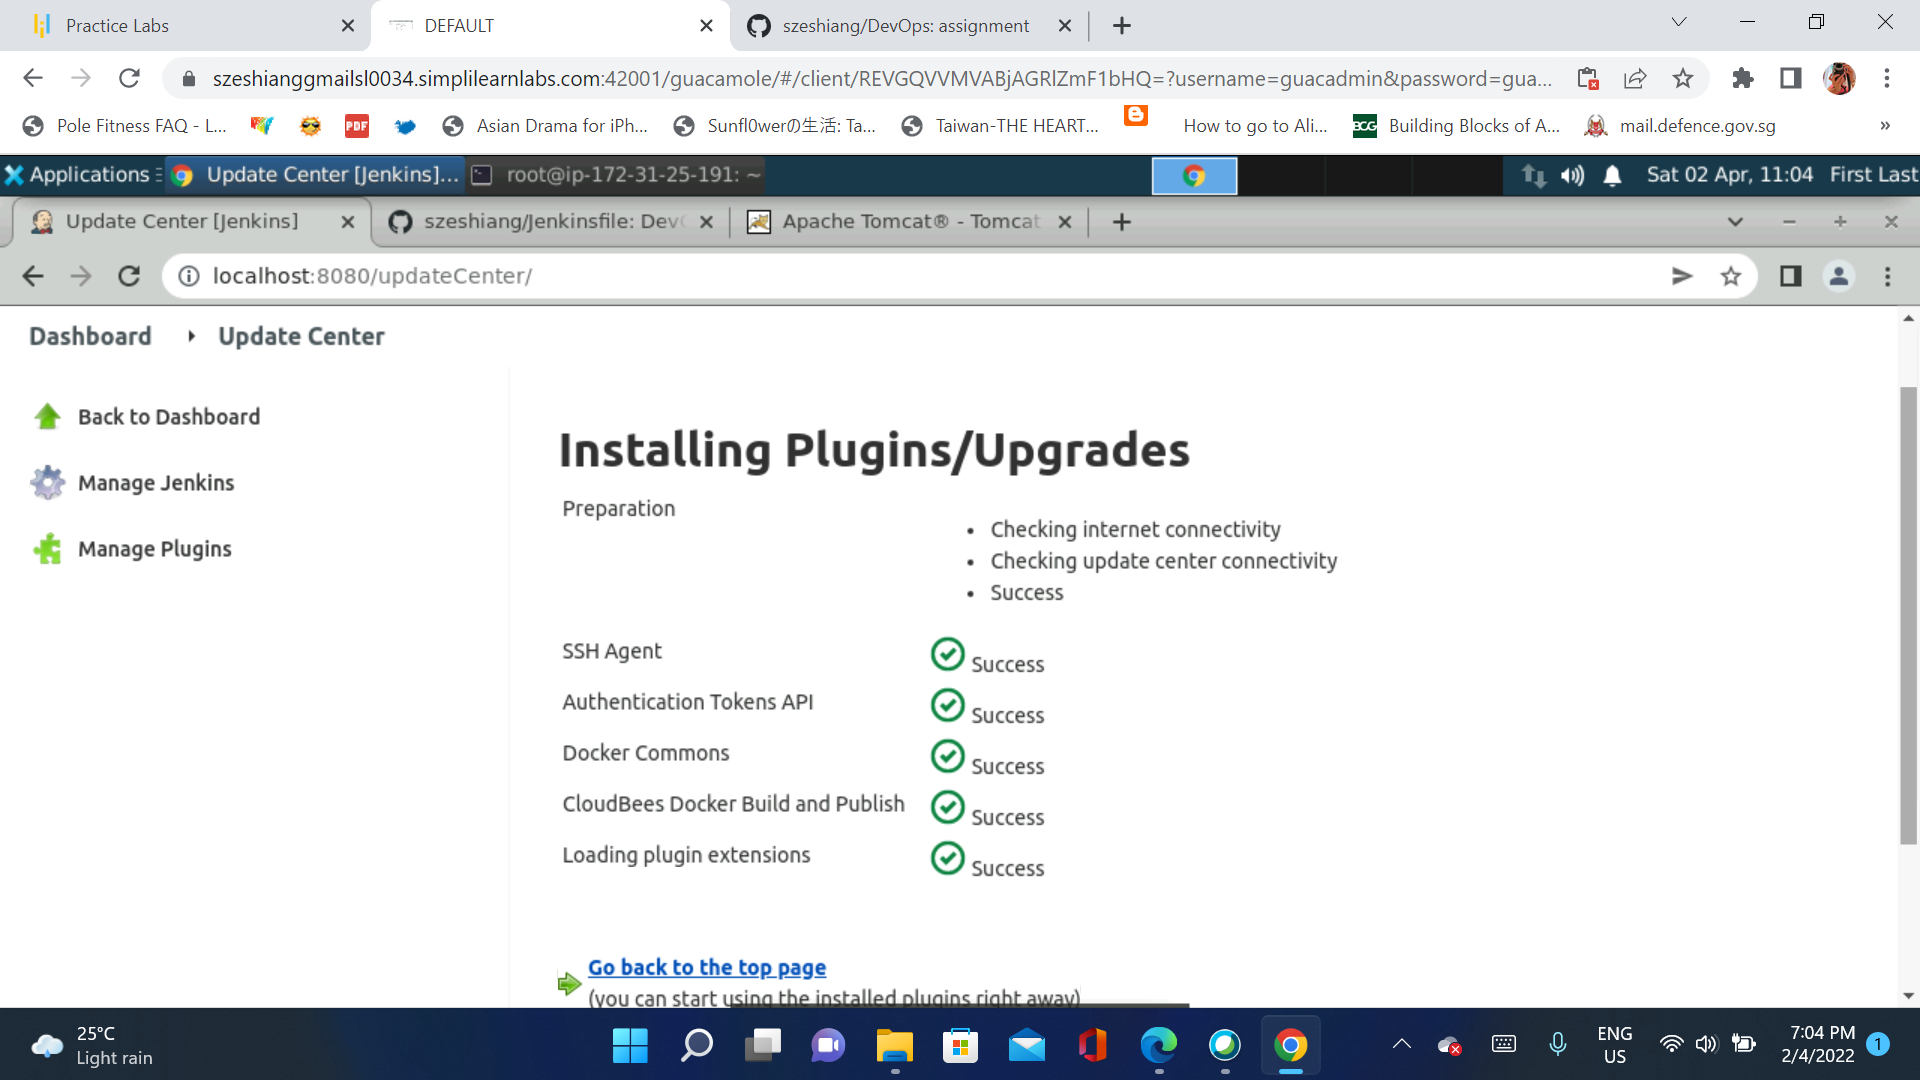 Practice Labs
DEFAULT
szeshiang/DevOps: assignment
szeshianggmailsl0034.simplilearnlabs.com:42001/guacamole/#/client/REVGQVVMVABjAGRlZmF1bHQ=?username=guacadmin&password=gua...
Pole Fitness FAQ - L...
PDF
Asian Drama for iPh...
Sunfl0werの生活: Ta...
Taiwan-THE HEART...
How to go to Ali...
BCG
Building Blocks of A...
mail.defence.gov.sg
»
Applications
Update Center [Jenkins]...
root@ip-172-31-25-191: ~
Sat 02 Apr, 11:04
First Last
Update Center [Jenkins]
szeshiang/Jenkinsfile: Dev
Apache Tomcat® - Tomcat
localhost:8080/updateCenter/
Dashboard
Update Center
Back to Dashboard
Manage Jenkins
Manage Plugins
Installing Plugins/Upgrades
Preparation
• Checking internet connectivity
• Checking update center connectivity
• Success
SSH Agent Success
Authentication Tokens API Success
Docker Commons Success
CloudBees Docker Build and Publish Success
Loading plugin extensions Success
Go back to the top page
(you can start using the installed plugins right away)
25°C
Light rain
ENG
US
7:04 PM
2/4/2022
1